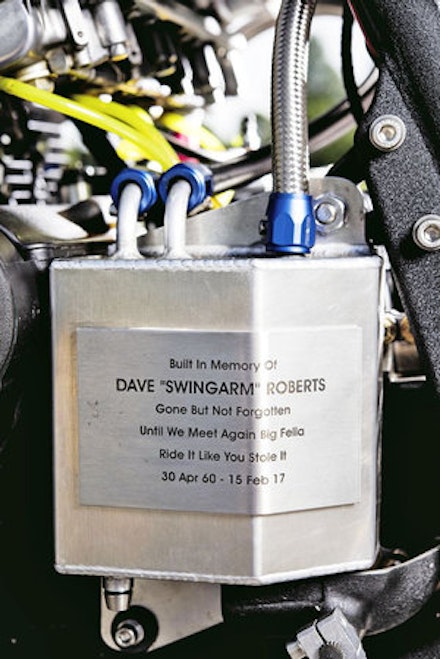 Built In Memory Of
DAVE "SWINGARM" ROBERTS
Gone But Not Forgotten
Until We Meet Again Big Fella
Ride It Like You Stole It
30 Apr 60 - 15 Feb 17